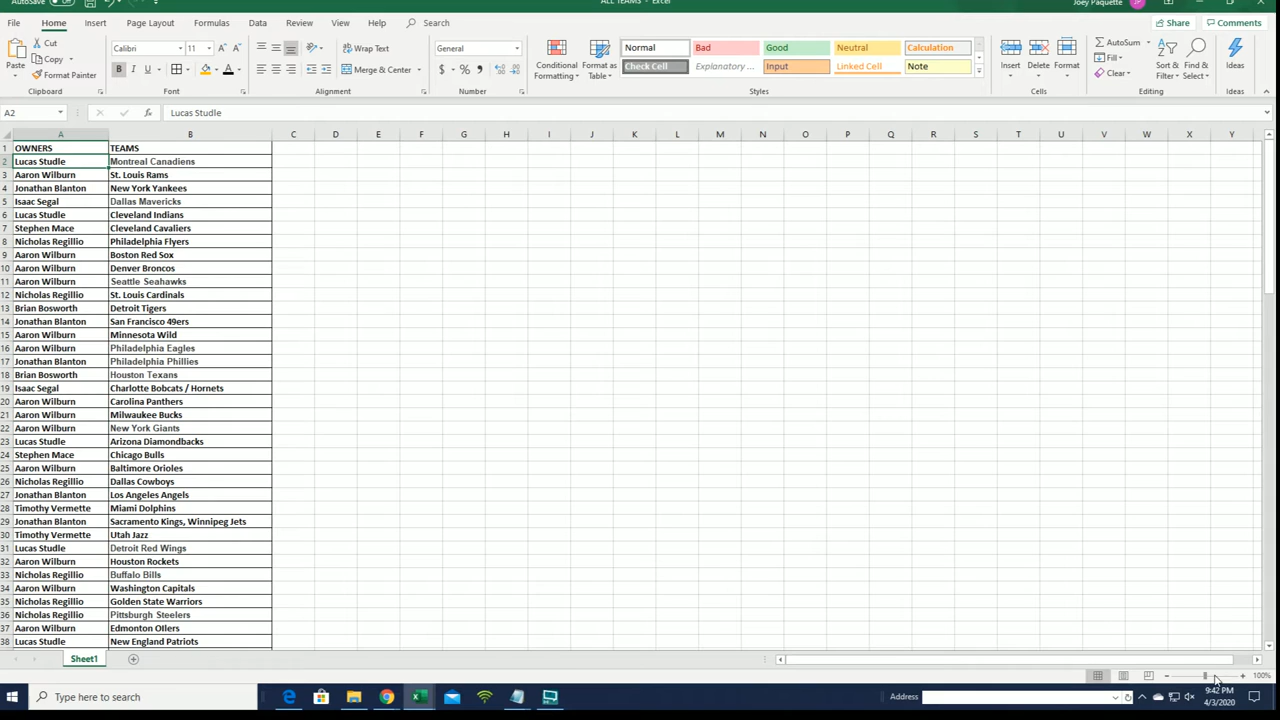 AutoSave Off ALL TEAMS - Excel Joey Paquette JP
File Home Insert Page Layout Formulas Data Review View Help Search Share Comments
Cut
Copy
Format Painter
Paste
Calibri 11
B I U
Wrap Text
Merge & Center
General
$ % ,
Conditional Formatting
Format as Table
Normal Bad Good Neutral Calculation
Check Cell Explanatory ... Input Linked Cell Note
Insert Delete Format
AutoSum
Fill
Clear
Sort & Filter
Find & Select
Ideas
Clipboard Font Alignment Number Styles Cells Editing Ideas
A2 fx Lucas Studle
A B C D E F G H I J K L M N O P Q R S T U V W X Y
1 OWNERS TEAMS
2 Lucas Studle Montreal Canadiens
3 Aaron Wilburn St. Louis Rams
4 Jonathan Blanton New York Yankees
5 Isaac Segal Dallas Mavericks
6 Lucas Studle Cleveland Indians
7 Stephen Mace Cleveland Cavaliers
8 Nicholas Regillio Philadelphia Flyers
9 Aaron Wilburn Boston Red Sox
10 Aaron Wilburn Denver Broncos
11 Aaron Wilburn Seattle Seahawks
12 Nicholas Regillio St. Louis Cardinals
13 Brian Bosworth Detroit Tigers
14 Jonathan Blanton San Francisco 49ers
15 Aaron Wilburn Minnesota Wild
16 Aaron Wilburn Philadelphia Eagles
17 Jonathan Blanton Philadelphia Phillies
18 Brian Bosworth Houston Texans
19 Isaac Segal Charlotte Bobcats / Hornets
20 Aaron Wilburn Carolina Panthers
21 Aaron Wilburn Milwaukee Bucks
22 Aaron Wilburn New York Giants
23 Lucas Studle Arizona Diamondbacks
24 Stephen Mace Chicago Bulls
25 Aaron Wilburn Baltimore Orioles
26 Nicholas Regillio Dallas Cowboys
27 Jonathan Blanton Los Angeles Angels
28 Timothy Vermette Miami Dolphins
29 Jonathan Blanton Sacramento Kings, Winnipeg Jets
30 Timothy Vermette Utah Jazz
31 Lucas Studle Detroit Red Wings
32 Aaron Wilburn Houston Rockets
33 Nicholas Regillio Buffalo Bills
34 Aaron Wilburn Washington Capitals
35 Nicholas Regillio Golden State Warriors
36 Nicholas Regillio Pittsburgh Steelers
37 Aaron Wilburn Edmonton OIlers
38 Lucas Studle New England Patriots
Sheet1
100%
Type here to search
Address
9:42 PM
4/3/2020